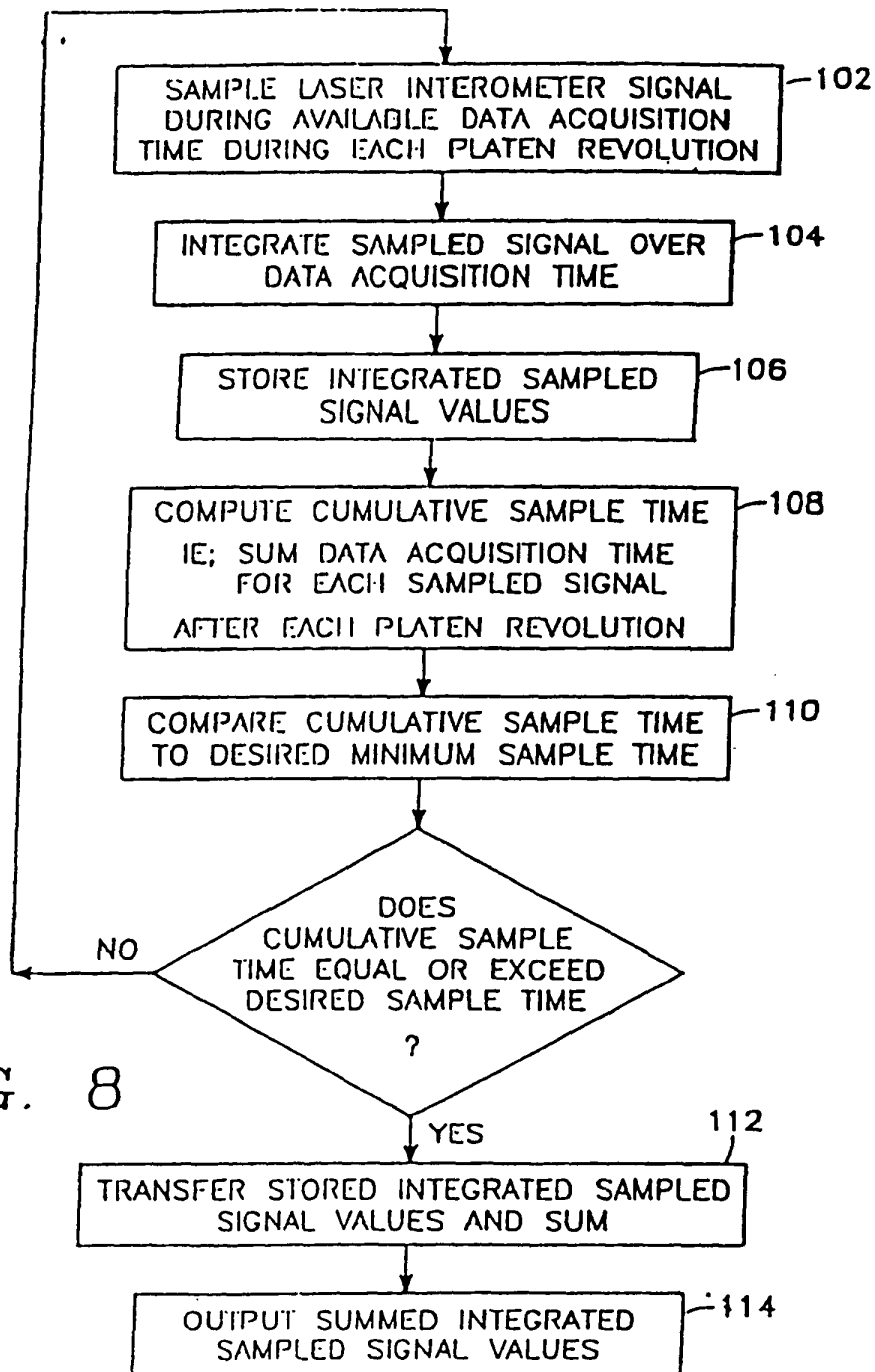 SAMPLE LASER INTEROMETER SIGNAL
DURING AVAILABLE DATA ACQUISITION
TIME DURING EACH PLATEN REVOLUTION
102
INTEGRATE SAMPLED SIGNAL OVER
DATA ACQUISITION TIME
104
STORE INTEGRATED SAMPLED
SIGNAL VALUES
106
COMPUTE CUMULATIVE SAMPLE TIME
IE; SUM DATA ACQUISITION TIME
FOR EACH SAMPLED SIGNAL
AFTER EACH PLATEN REVOLUTION
108
COMPARE CUMULATIVE SAMPLE TIME
TO DESIRED MINIMUM SAMPLE TIME
110
DOES
CUMULATIVE SAMPLE
TIME EQUAL OR EXCEED
DESIRED SAMPLE TIME
?
NO
G. 8
YES
112
TRANSFER STORED INTEGRATED SAMPLED
SIGNAL VALUES AND SUM
OUTPUT SUMMED INTEGRATED
SAMPLED SIGNAL VALUES
114